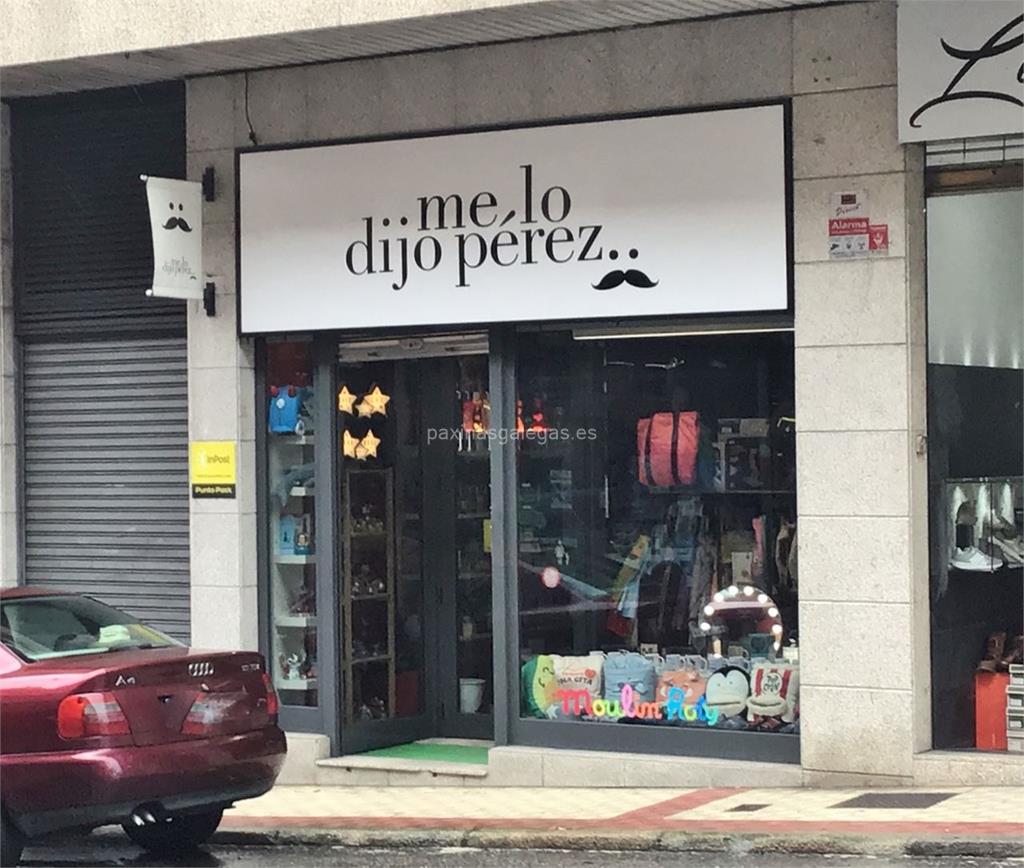 me lo
dijo pérez..
me lo
dijo pérez..
Alarma
paxinasgalegas.es
InPost
Punto Pack
Moulin Roty
A4